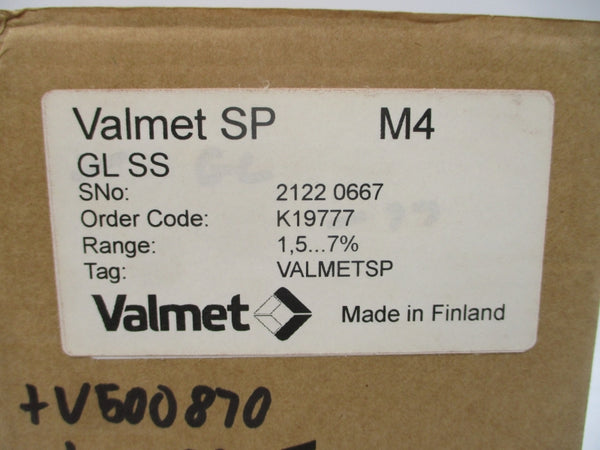 Valmet SP M4
GL SS
SNo: 2122 0667
Order Code: K19777
Range: 1,5...7%
Tag: VALMETSP
Valmet Made in Finland
+V500870